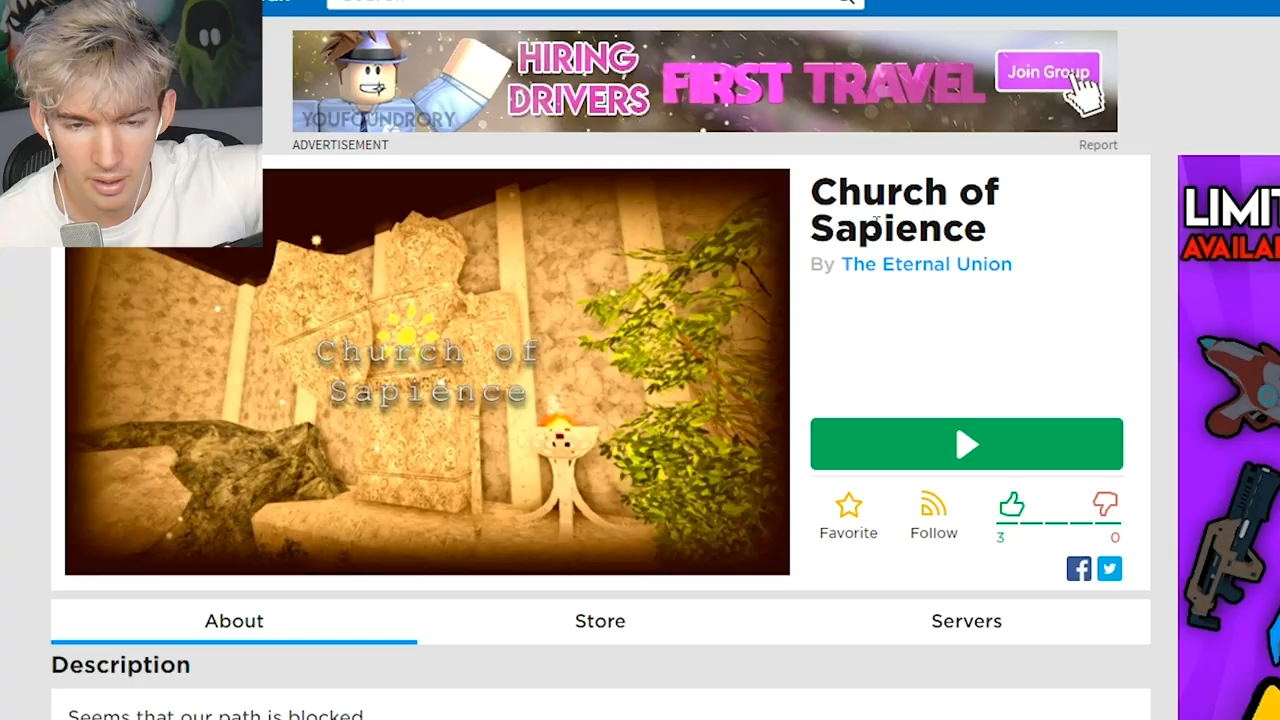 HIRING
DRIVERS
FIRST TRAVEL
Join Group
YOUFOUNDRORY
ADVERTISEMENT
Report
Church of
Sapience
By The Eternal Union
Church of
Sapience
LIMIT
AVAILA
Favorite
Follow
3
0
About
Store
Servers
Description
Seems that our path is blocked